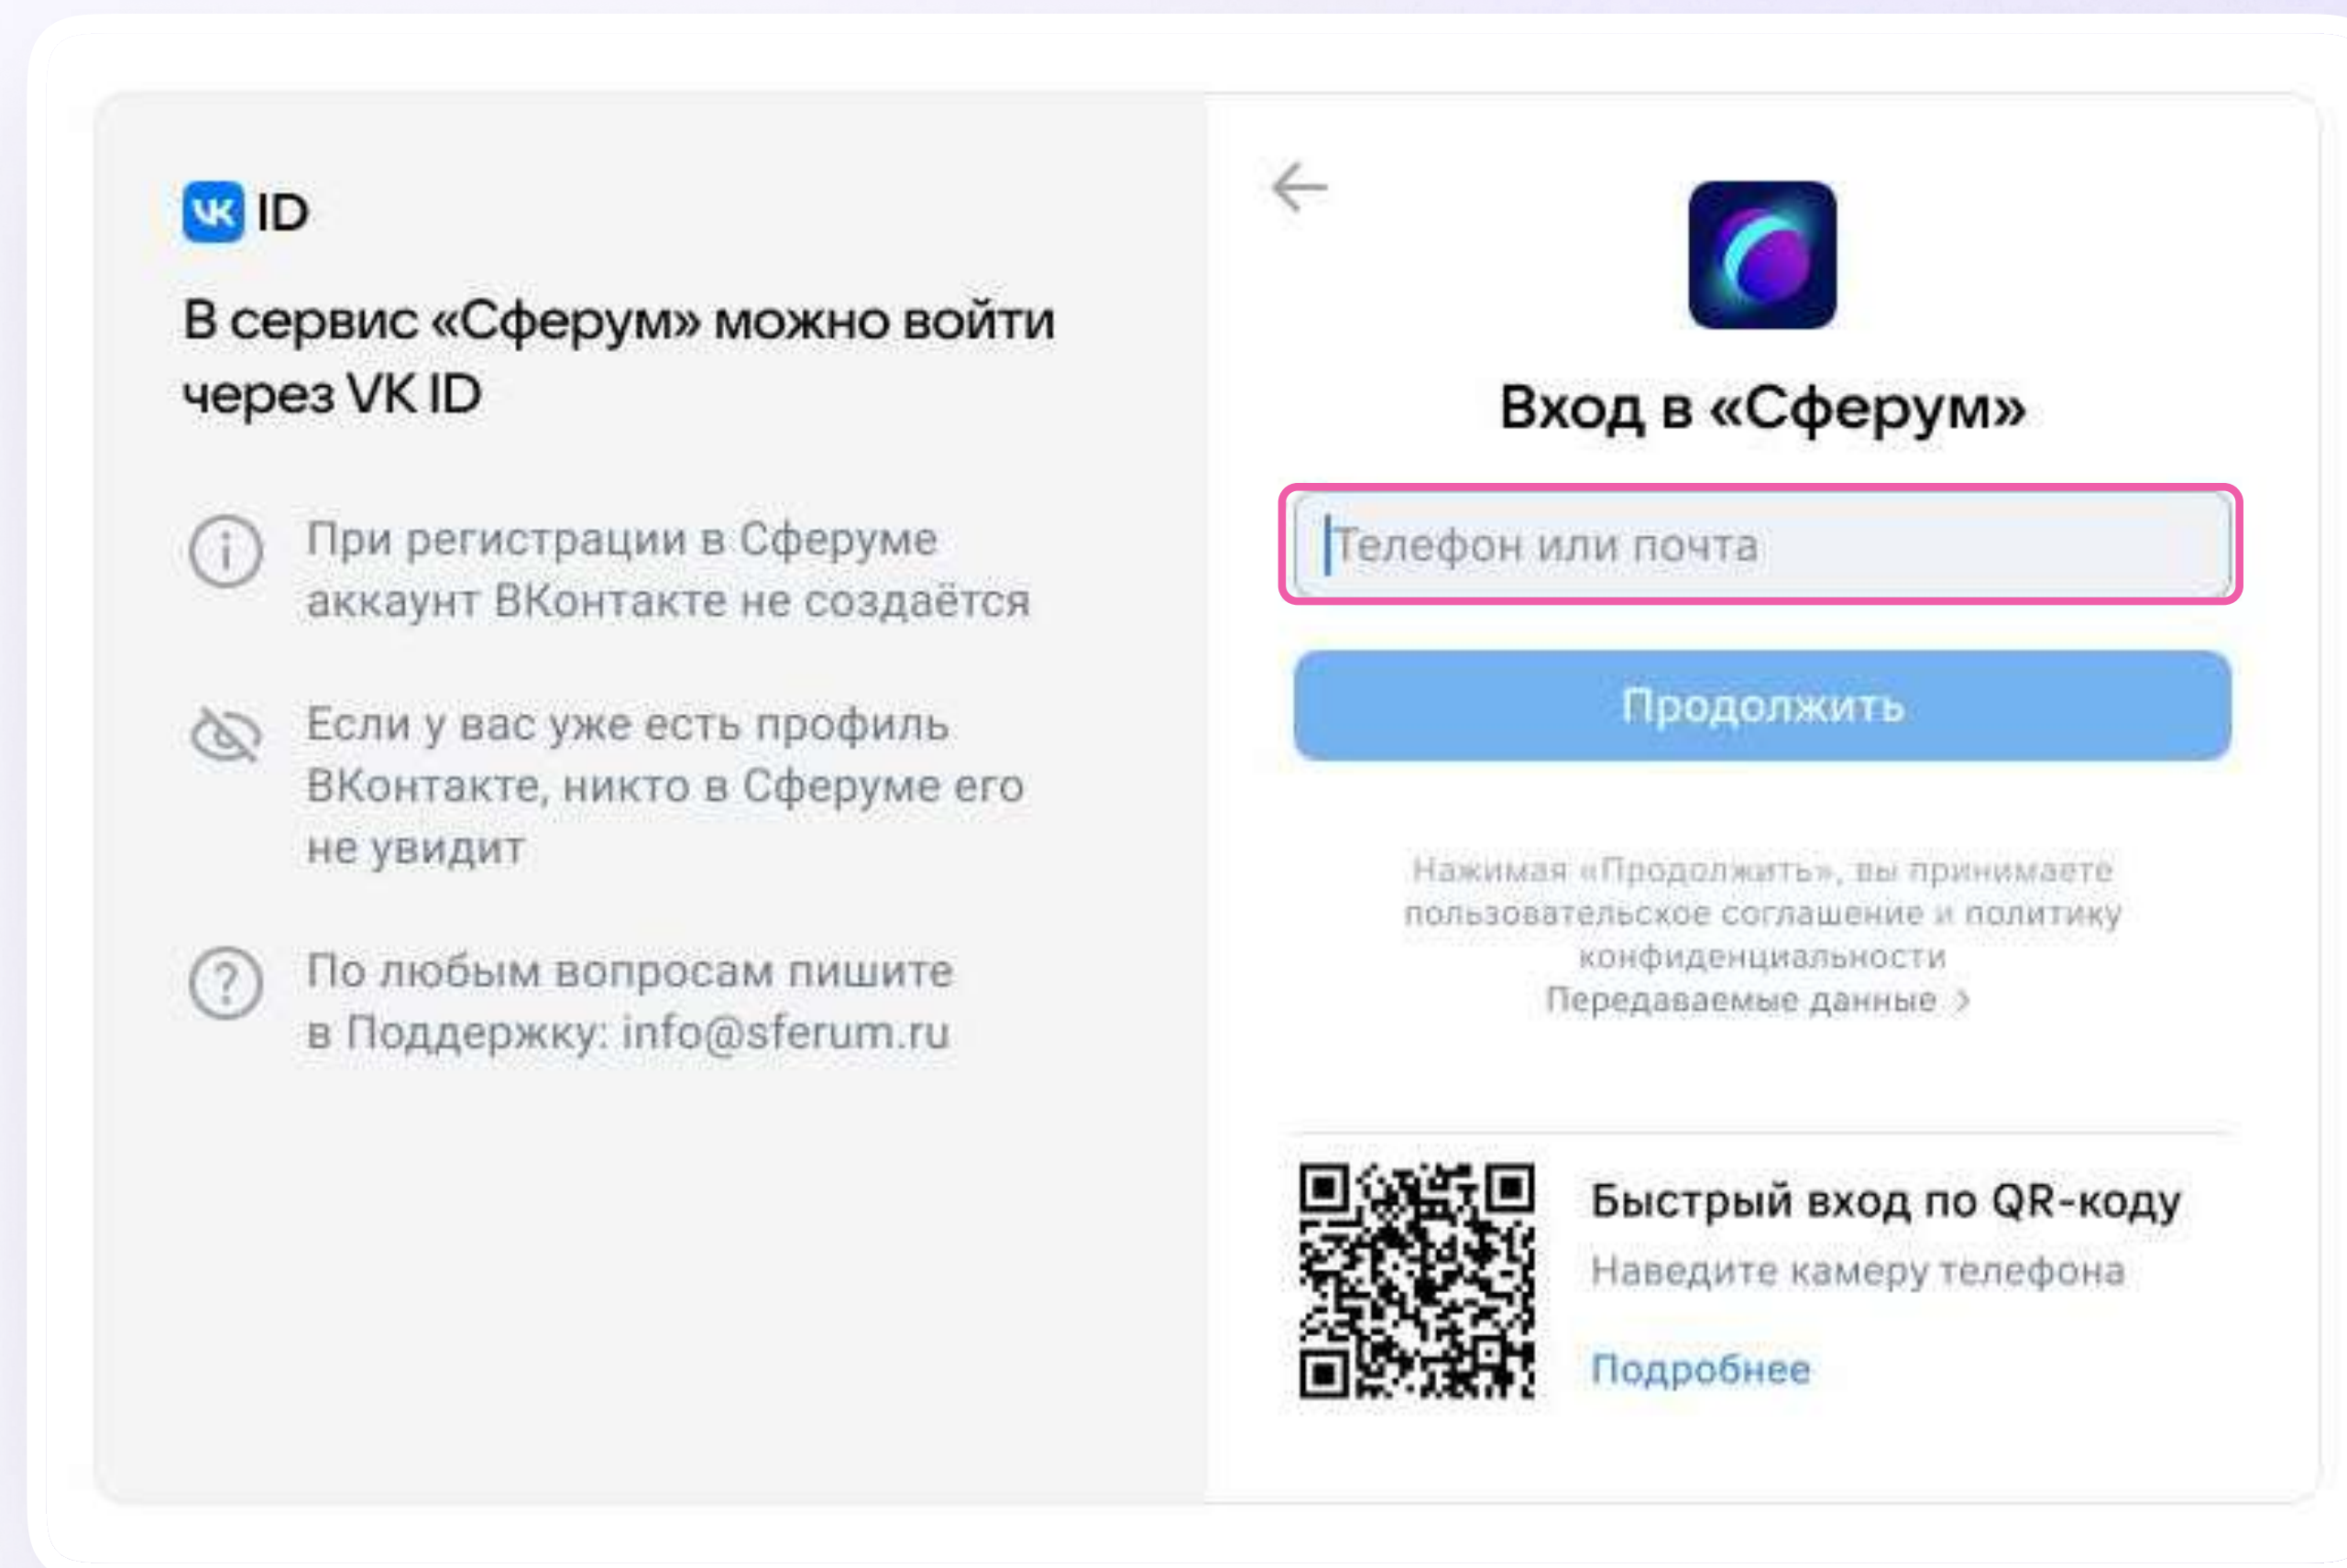 VK ID
В сервис «Сферум» можно войти
через VK ID
При регистрации в Сферуме
аккаунт ВКонтакте не создаётся
Если у вас уже есть профиль
ВКонтакте, никто в Сферуме его
не увидит
По любым вопросам пишите
в Поддержку: info@sferum.ru
Вход в «Сферум»
Телефон или почта
Продолжить
Нажимая «Продолжить», вы принимаете
пользовательское соглашение и политику
конфиденциальности
Передаваемые данные >
Быстрый вход по QR-коду
Наведите камеру телефона
Подробнее